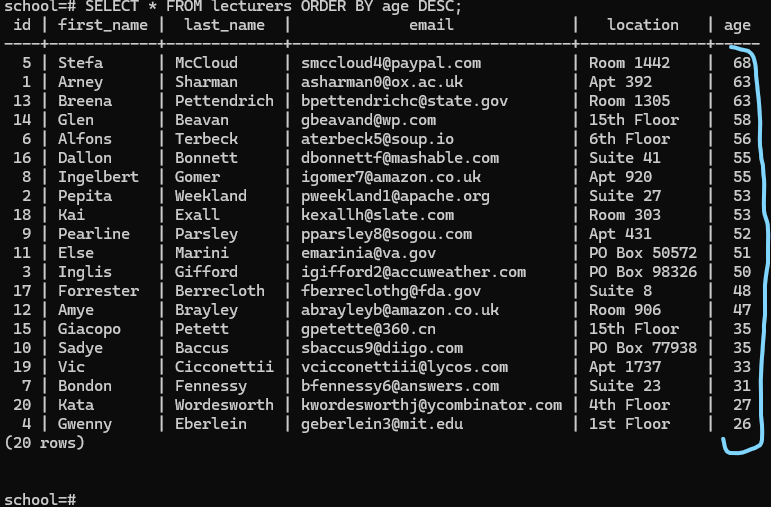 school=# SELECT * FROM lecturers ORDER BY age DESC;
 id | first_name |  last_name   |             email             |   location   | age
----+------------+--------------+-------------------------------+--------------+-----
  5 | Stefa      | McCloud      | smccloud4@paypal.com          | Room 1442    |  68
  1 | Arney      | Sharman      | asharman0@ox.ac.uk            | Apt 392      |  63
 13 | Breena     | Pettendrich  | bpettendrichc@state.gov       | Room 1305    |  63
 14 | Glen       | Beavan       | gbeavand@wp.com               | 15th Floor   |  58
  6 | Alfons     | Terbeck      | aterbeck5@soup.io             | 6th Floor    |  56
 16 | Dallon     | Bonnett      | dbonnettf@mashable.com        | Suite 41     |  55
  8 | Ingelbert  | Gomer        | igomer7@amazon.co.uk          | Apt 920      |  55
  2 | Pepita     | Weekland     | pweekland1@apache.org         | Suite 27     |  53
 18 | Kai        | Exall        | kexallh@slate.com             | Room 303     |  53
  9 | Pearline   | Parsley      | pparsley8@sogou.com           | Apt 431      |  52
 11 | Else       | Marini       | emarinia@va.gov               | PO Box 50572 |  51
  3 | Inglis     | Gifford      | igifford2@accuweather.com     | PO Box 98326 |  50
 17 | Forrester  | Berrecloth   | fberreclothg@fda.gov          | Suite 8      |  48
 12 | Amye       | Brayley      | abrayleyb@amazon.co.uk        | Room 906     |  47
 15 | Giacopo    | Petett       | gpetette@360.cn               | 15th Floor   |  35
 10 | Sadye      | Baccus       | sbaccus9@diigo.com            | PO Box 77938 |  35
 19 | Vic        | Cicconettii  | vcicconettiii@lycos.com       | Apt 1737     |  33
  7 | Bondon     | Fennessy     | bfennessy6@answers.com        | Suite 23     |  31
 20 | Kata       | Wordesworth  | kwordesworthj@ycombinator.com | 4th Floor    |  27
  4 | Gwenny     | Eberlein     | geberlein3@mit.edu            | 1st Floor    |  26
(20 rows)
school=#